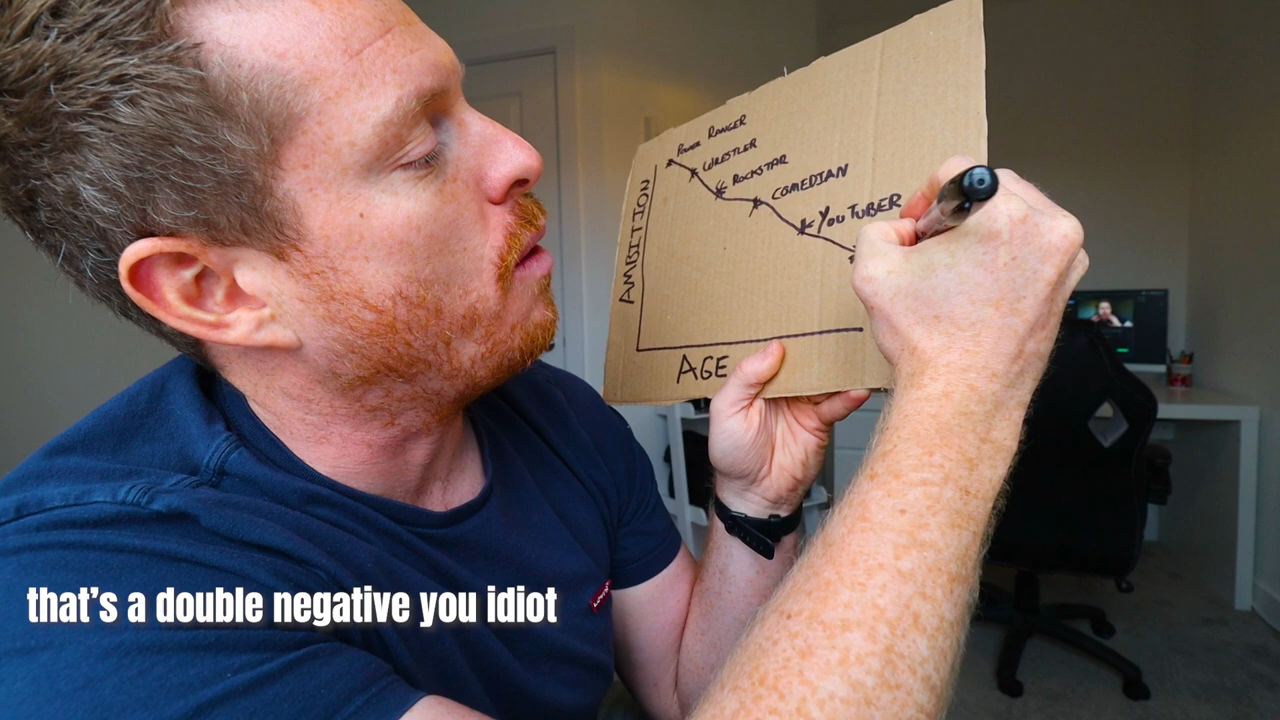 POWER RANGER
WRESTLER
ROCKSTAR
COMEDIAN
YOUTUBER
AMBITION
AGE
that's a double negative you idiot